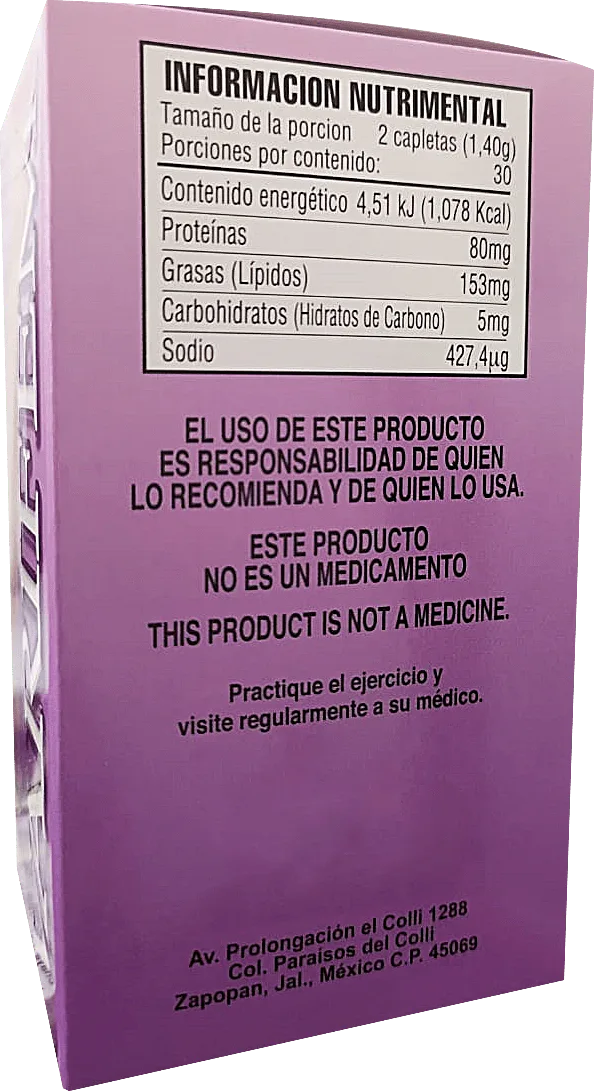 INFORMACION NUTRIMENTAL
Tamaño de la porcion 2 capletas (1,40g)
Porciones por contenido: 30
Contenido energético 4,51 kJ (1,078 Kcal)
Proteínas 80mg
Grasas (Lípidos) 153mg
Carbohidratos (Hidratos de Carbono) 5mg
Sodio 427,4µg
EL USO DE ESTE PRODUCTO
ES RESPONSABILIDAD DE QUIEN
LO RECOMIENDA Y DE QUIEN LO USA.
ESTE PRODUCTO
NO ES UN MEDICAMENTO
THIS PRODUCT IS NOT A MEDICINE.
Practique el ejercicio y
visite regularmente a su médico.
Av. Prolongación el Colli 1288
Col. Paraísos del Colli
Zapopan, Jal., México C.P. 45069